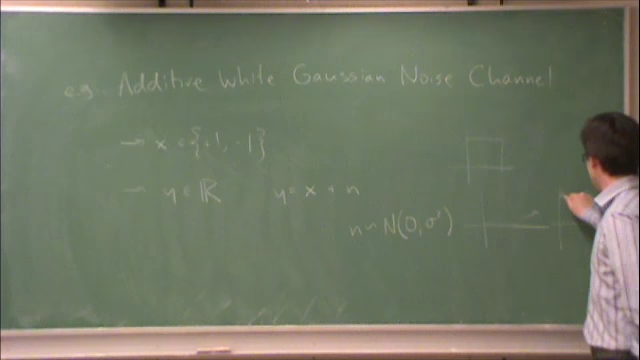 e.g. Additive White Gaussian Noise Channel
→ x ∈ {+1, -1}
→ y ∈ ℝ y = x + n
n ~ N(0, σ²)